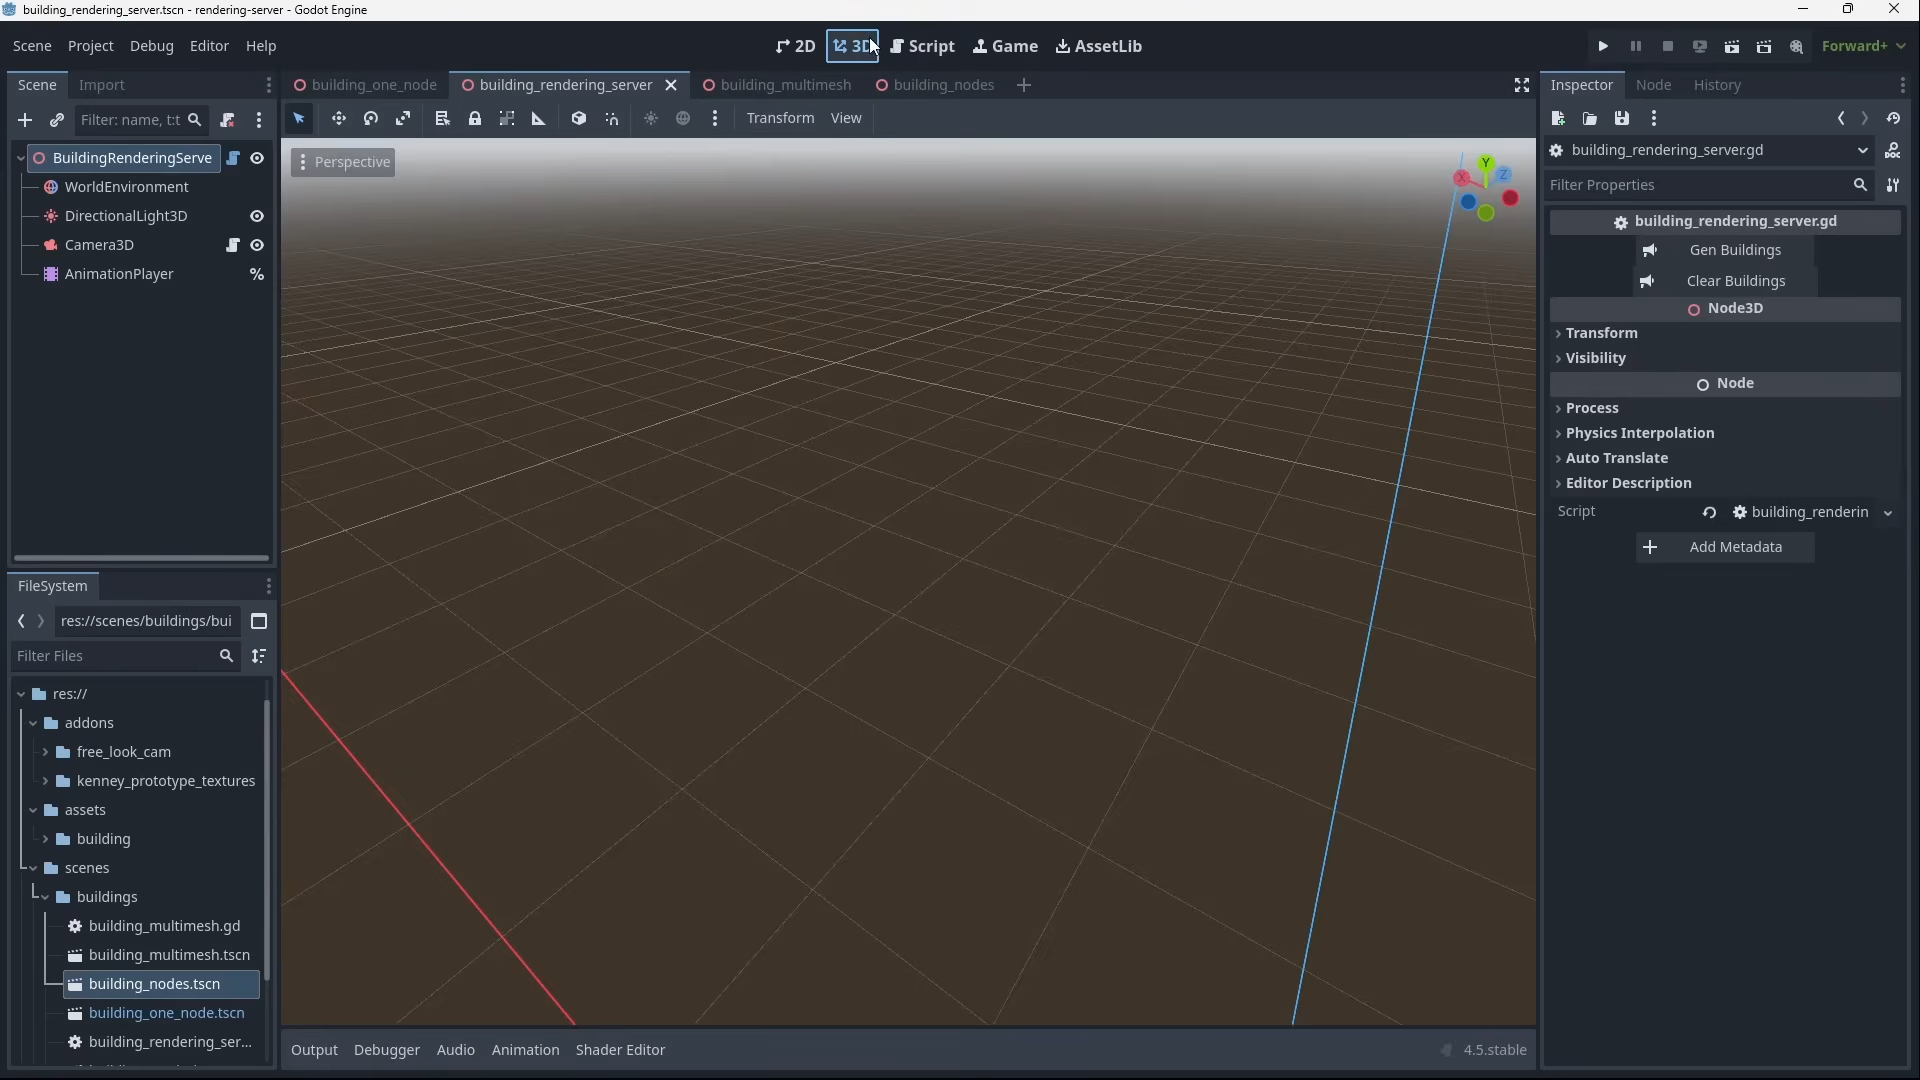 building_rendering_server.tscn - rendering-server - Godot Engine
Scene Project Debug Editor Help
2D 3D Script Game AssetLib
Forward+
Scene Import
building_one_node building_rendering_server building_multimesh building_nodes
Inspector Node History
Filter: name, t:t
Transform View
building_rendering_server.gd
BuildingRenderingServe
Perspective
Y
X
Z
Filter Properties
WorldEnvironment
DirectionalLight3D
building_rendering_server.gd
Camera3D
Gen Buildings
AnimationPlayer
Clear Buildings
Node3D
Transform
Visibility
Node
Process
Physics Interpolation
Auto Translate
Editor Description
Script building_renderin
Add Metadata
FileSystem
res://scenes/buildings/bui
Filter Files
res://
addons
free_look_cam
kenney_prototype_textures
assets
building
scenes
buildings
building_multimesh.gd
building_multimesh.tscn
building_nodes.tscn
building_one_node.tscn
building_rendering_ser...
Output Debugger Audio Animation Shader Editor
4.5.stable